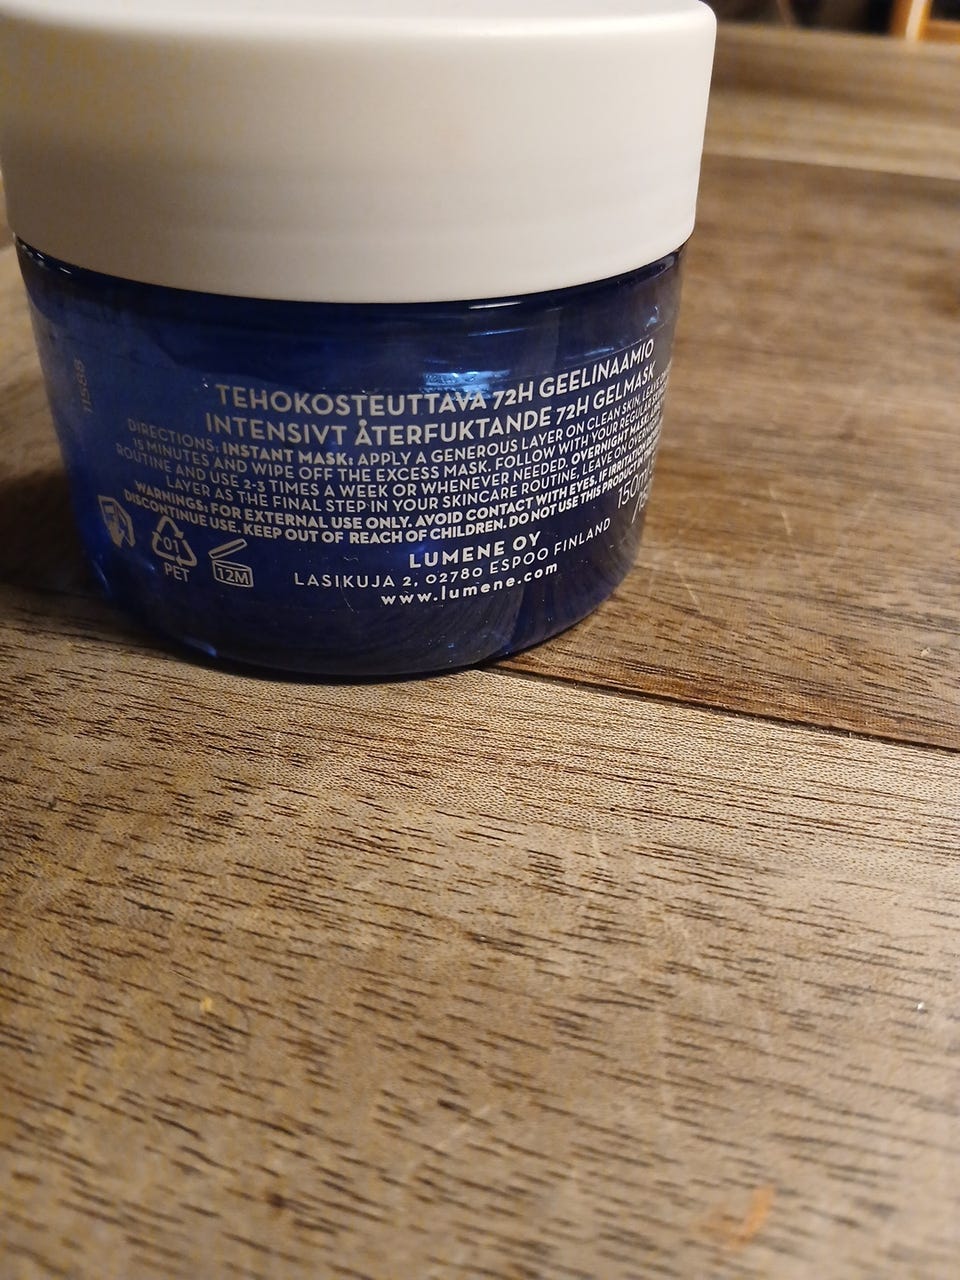 TEHOKOSTEUTTAVA 72H GEELINAAMIO
INTENSIVT ÅTERFUKTANDE 72H GELMASK
DIRECTIONS: INSTANT MASK: APPLY A GENEROUS LAYER ON CLEAN SKIN, LEAVE
15 MINUTES AND WIPE OFF THE EXCESS MASK. FOLLOW WITH YOUR REGULAR
ROUTINE AND USE 2-3 TIMES A WEEK OR WHENEVER NEEDED. OVERNIGHT MASK:
LAYER AS THE FINAL STEP IN YOUR SKINCARE ROUTINE, LEAVE ON
WARNINGS: FOR EXTERNAL USE ONLY. AVOID CONTACT WITH EYES. IF IRRITATION
DISCONTINUE USE. KEEP OUT OF REACH OF CHILDREN. DO NOT USE THIS PRODUCT
LUMENE OY
LASIKUJA 2, 02780 ESPOO FINLAND
www.lumene.com
01
PET
12M
11588